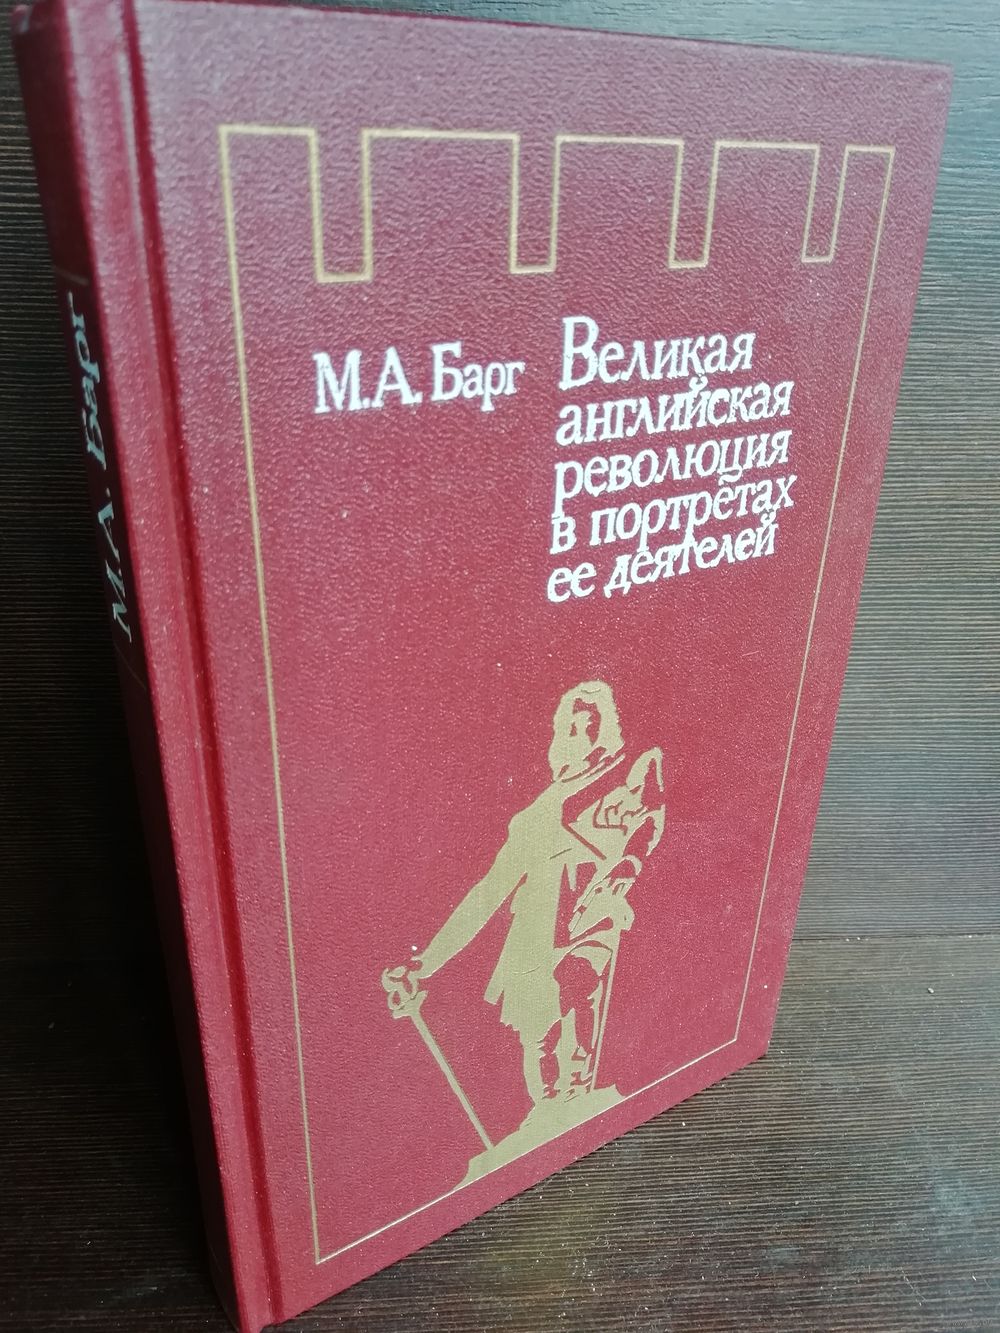 М.А. Барг
Великая
английская
революция
в портретах
ее деятелей
М.А. Барг